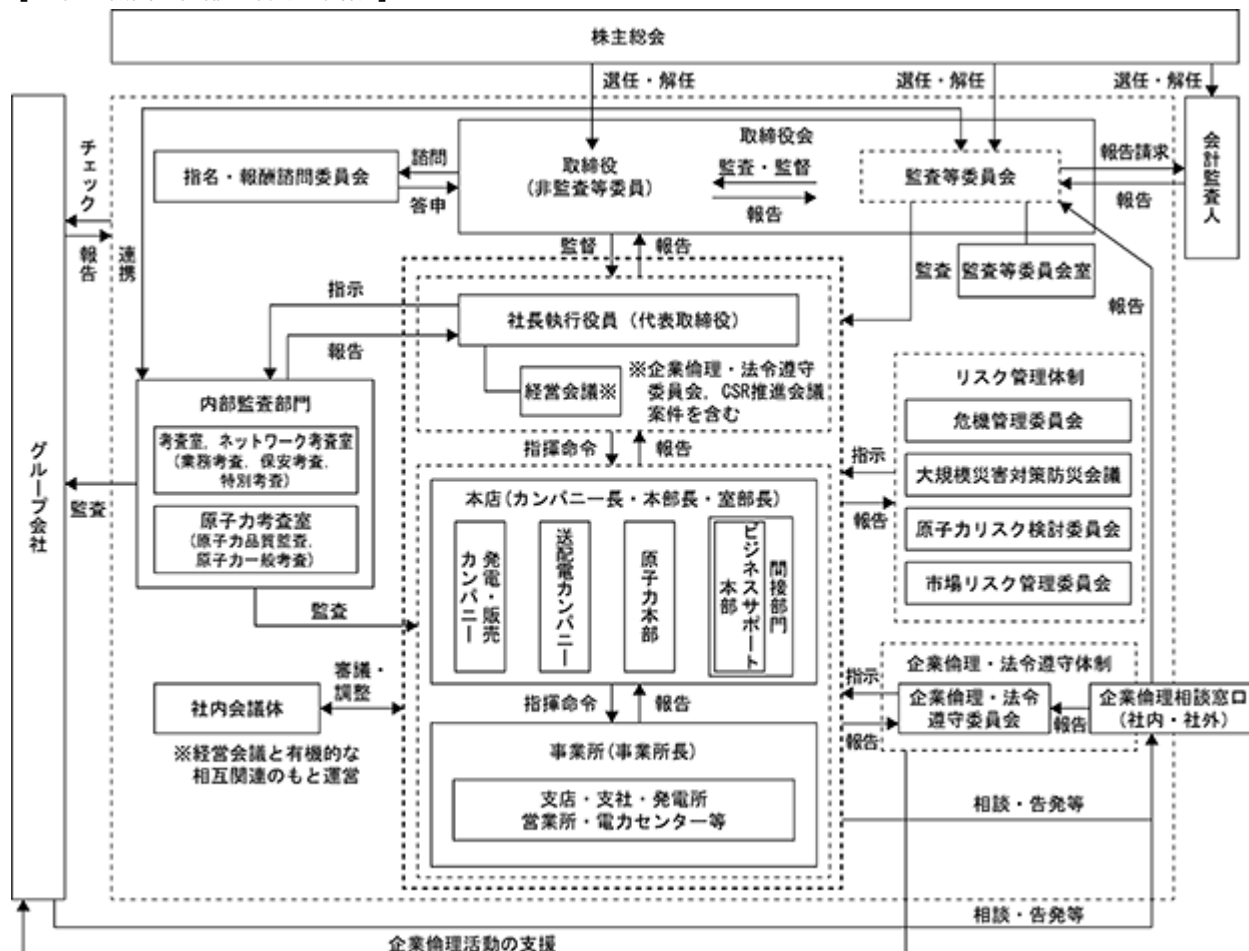 株主総会
選任・解任
選任・解任
選任・解任
チェック
報告
連携
指名・報酬諮問委員会
諮問
答申
取締役会
取締役
(非監査等委員)
監査・監督
報告
監査等委員会
報告請求
報告
会計監査人
監督
報告
監査
監査等委員会室
報告
指示
報告
社長執行役員（代表取締役）
経営会議※
※企業倫理・法令遵守
委員会，CSR推進会議
案件を含む
指揮命令
報告
内部監査部門
考査室，ネットワーク考査室
(業務考査，保安考査，
特別考査)
原子力考査室
(原子力品質監査，
原子力一般考査)
監査
グループ会社
監査
リスク管理体制
危機管理委員会
大規模災害対策防災会議
原子力リスク検討委員会
市場リスク管理委員会
指示
報告
本店(カンパニー長・本部長・室部長)
発電・販売
カンパニー
送配電カンパニー
原子力本部
間接部門
ビジネスサポート
本部
指揮命令
報告
社内会議体
審議・
調整
※経営会議と有機的な
相互関連のもと運営
事業所(事業所長)
支店・支社・発電所
営業所・電力センター等
企業倫理・法令遵守体制
企業倫理・法令
遵守委員会
指示
報告
報告
企業倫理相談窓口
(社内・社外)
相談・告発等
相談・告発等
企業倫理活動の支援